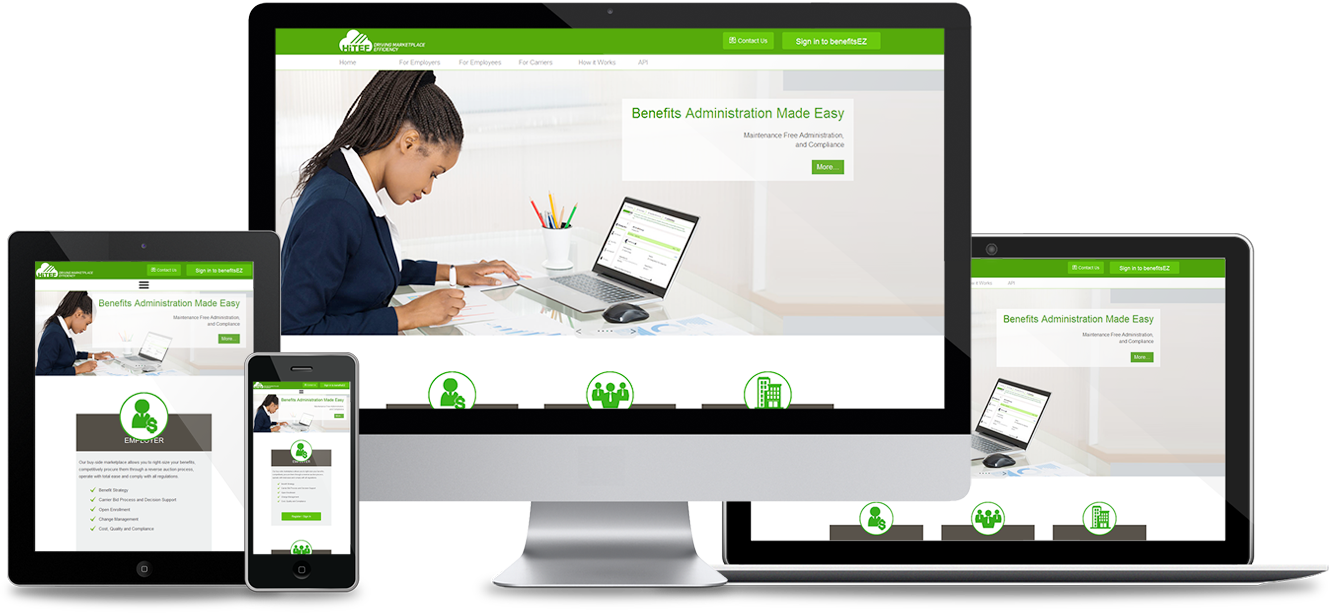 HiTEF DRIVING MARKETPLACE
EFFICIENCY
Contact Us
Sign in to benefitsEZ
Home
For Employers
For Employees
For Carriers
How it Works
API
Benefits Administration Made Easy
Maintenance Free Administration,
and Compliance
More...
HiTEF DRIVING MARKETPLACE
EFFICIENCY
Contact Us
Sign in to benefitsEZ
Benefits Administration Made Easy
Maintenance Free Administration,
and Compliance
More...
EMPLOYER
Our buy-side marketplace allows you to right-size your benefits,
competitively procure them through a reverse auction process,
operate with total ease and comply with all regulations.
Benefit Strategy
Carrier Bid Process and Decision Support
Open Enrollment
Change Management
Cost, Quality and Compliance
Benefits Administration Made Easy
Contact Us
Sign in to benefitsEZ
w it Works
API
Benefits Administration Made Easy
Maintenance Free Administration,
and Compliance
More...